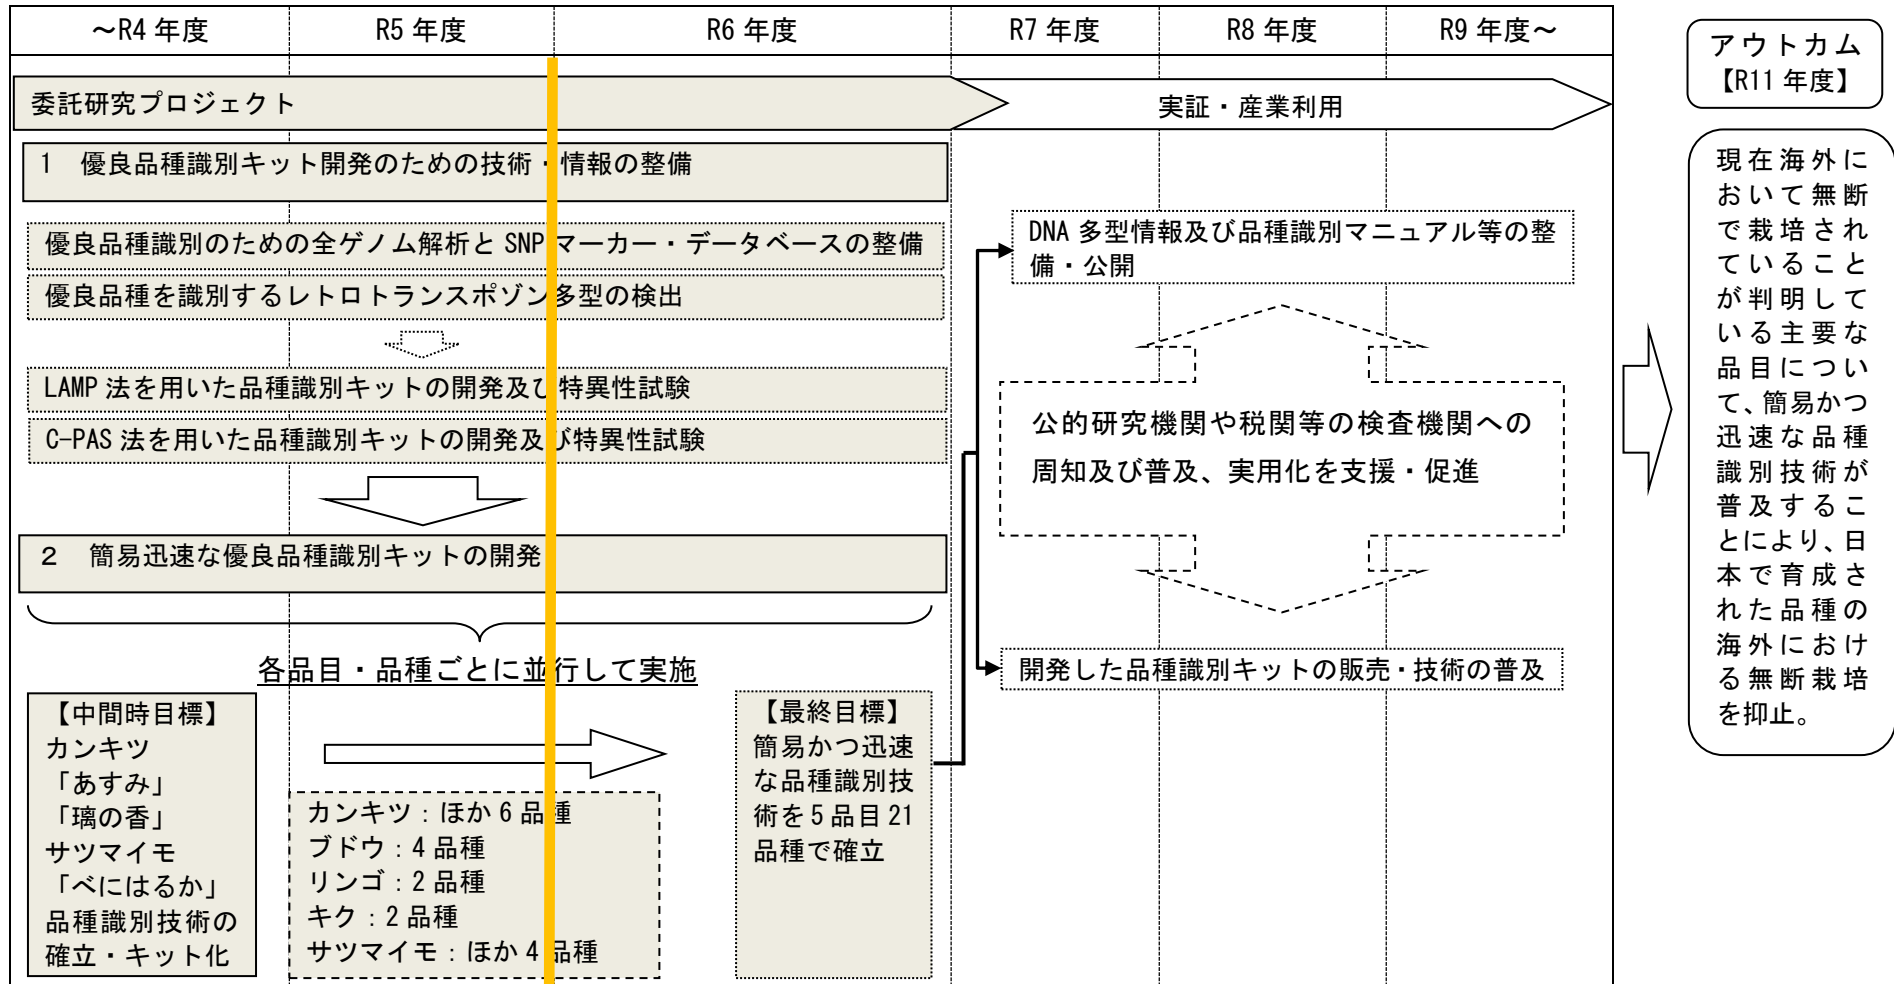 ～R4 年度
R5 年度
R6 年度
R7 年度
R8 年度
R9 年度～
委託研究プロジェクト
実証・産業利用
1 優良品種識別キット開発のための技術・情報の整備
優良品種識別のための全ゲノム解析と SNP マーカー・データベースの整備
優良品種を識別するレトロトランスポゾン多型の検出
LAMP 法を用いた品種識別キットの開発及び特異性試験
C-PAS 法を用いた品種識別キットの開発及び特異性試験
2 簡易迅速な優良品種識別キットの開発
各品目・品種ごとに並行して実施
【中間時目標】
カンキツ
「あすみ」
「璃の香」
サツマイモ
「べにはるか」
品種識別技術の
確立・キット化
カンキツ：ほか 6 品種
ブドウ：4 品種
リンゴ：2 品種
キク：2 品種
サツマイモ：ほか 4 品種
【最終目標】
簡易かつ迅速
な品種識別技
術を 5 品目 21
品種で確立
DNA 多型情報及び品種識別マニュアル等の整
備・公開
公的研究機関や税関等の検査機関への
周知及び普及、実用化を支援・促進
開発した品種識別キットの販売・技術の普及
アウトカム
【R11 年度】
現在海外に
おいて無断
で栽培され
ていること
が判明して
いる主要な
品目につい
て、簡易かつ
迅速な品種
識別技術が
普及するこ
とにより、日
本で育成さ
れた品種の
海外におけ
る無断栽培
を抑止。